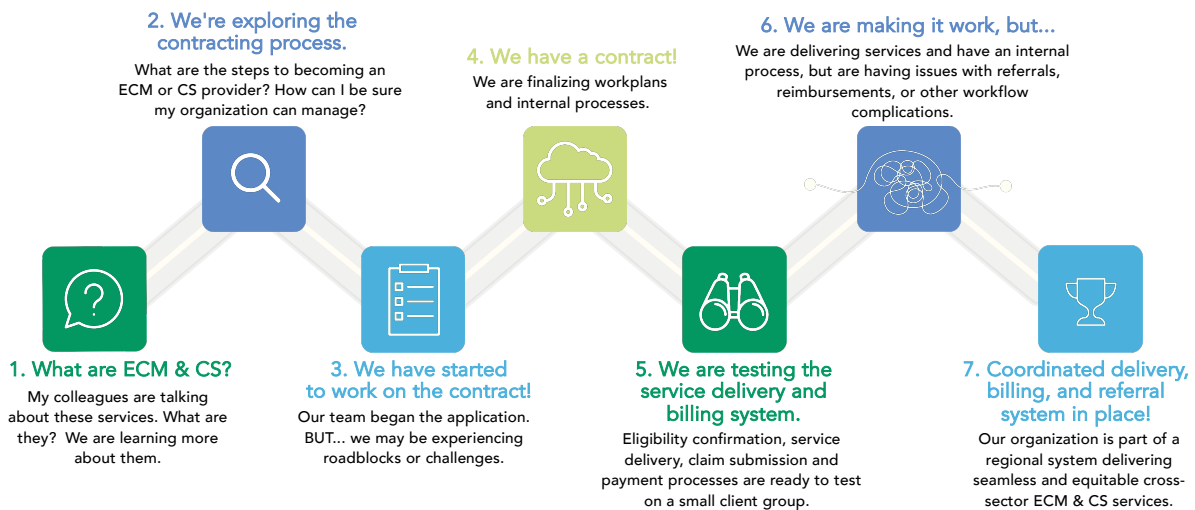 1. What are ECM & CS?
My colleagues are talking
about these services. What are
they?  We are learning more
about them.
2. We're exploring the
contracting process.
What are the steps to becoming an
ECM or CS provider? How can I be sure
my organization can manage?
3. We have started
to work on the contract!
Our team began the application.
BUT... we may be experiencing
roadblocks or challenges.
4. We have a contract!
We are finalizing workplans
and internal processes.
5. We are testing the
service delivery and
billing system.
Eligibility confirmation, service
delivery, claim submission and
payment processes are ready to test
on a small client group.
6. We are making it work, but...
We are delivering services and have an internal
process, but are having issues with referrals,
reimbursements, or other workflow
complications.
7. Coordinated delivery,
billing, and referral
system in place!
Our organization is part of a
regional system delivering
seamless and equitable cross-
sector ECM & CS services.